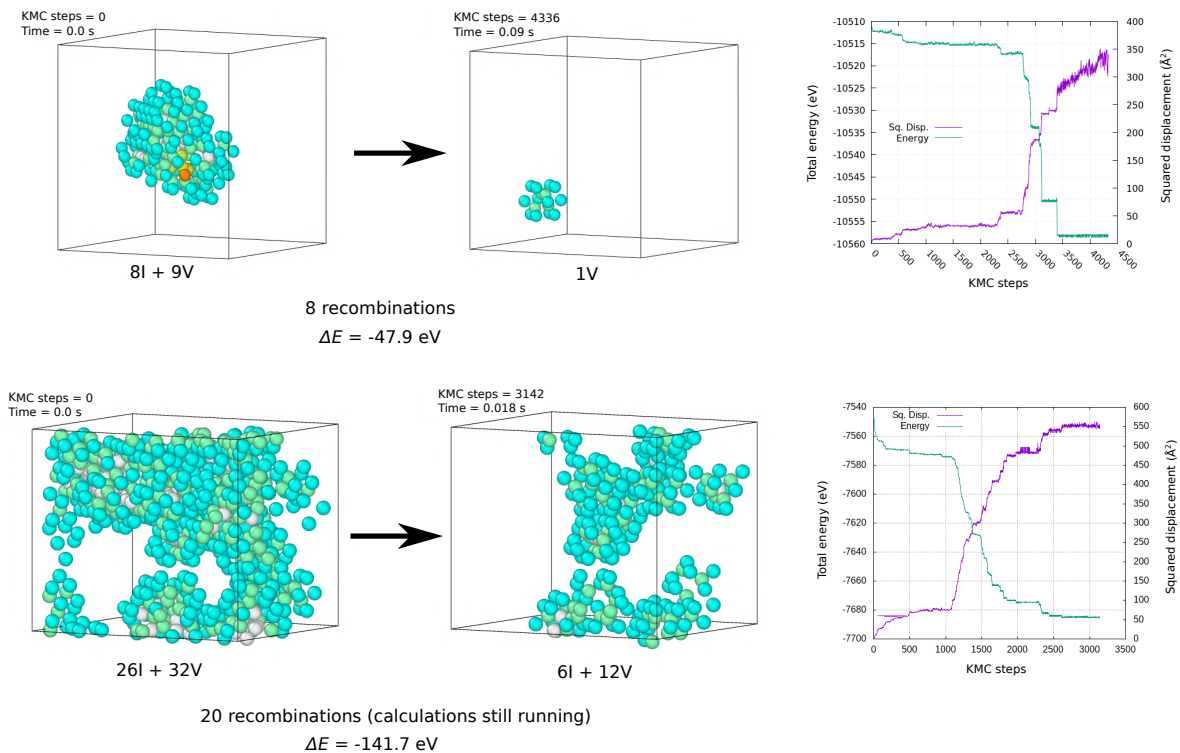 KMC steps = 0
Time = 0.0 s
8I + 9V
KMC steps = 4336
Time = 0.09 s
1V
8 recombinations
ΔE = -47.9 eV
Total energy (eV)
-10510
-10515
-10520
-10525
-10530
-10535
-10540
-10545
-10550
-10555
-10560
Sq. Disp.
Energy
400
350
300
250
200
150
100
50
0
Squared displacement (Å²)
0 500 1000 1500 2000 2500 3000 3500 4000 4500
KMC steps
KMC steps = 0
Time = 0.0 s
26I + 32V
KMC steps = 3142
Time = 0.018 s
6I + 12V
20 recombinations (calculations still running)
ΔE = -141.7 eV
Total energy (eV)
-7540
-7560
-7580
-7600
-7620
-7640
-7660
-7680
-7700
Sq. Disp.
Energy
600
550
500
450
400
350
300
250
200
150
100
50
0
Squared displacement (Å²)
0 500 1000 1500 2000 2500 3000 3500
KMC steps